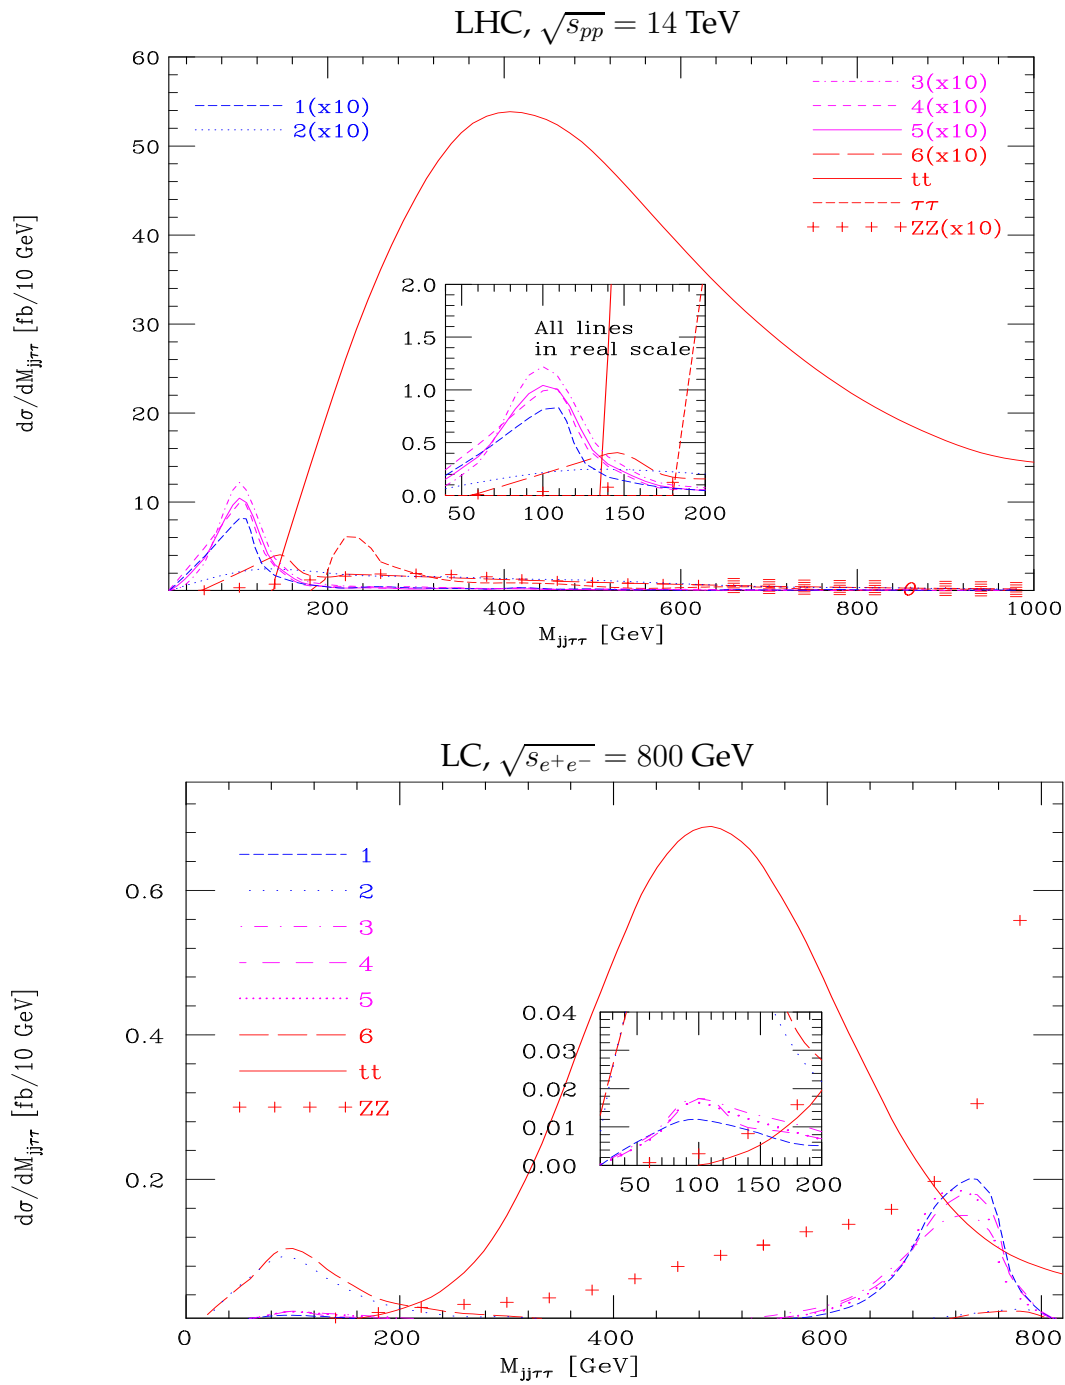 LHC, √s_pp = 14 TeV
60
50
40
30
20
10
dσ/dM_jjττ [fb/10 GeV]
1(x10)
2(x10)
3(x10)
4(x10)
5(x10)
6(x10)
tt
ττ
ZZ(x10)
2.0
1.5
1.0
0.5
0.0
All lines
in real scale
50 100 150 200
200 400 600 800 1000
M_jjττ [GeV]
LC, √s_e⁺e⁻ = 800 GeV
0.6
0.4
0.2
dσ/dM_jjττ [fb/10 GeV]
1
2
3
4
5
6
tt
ZZ
0.04
0.03
0.02
0.01
0.00
50 100 150 200
0 200 400 600 800
M_jjττ [GeV]